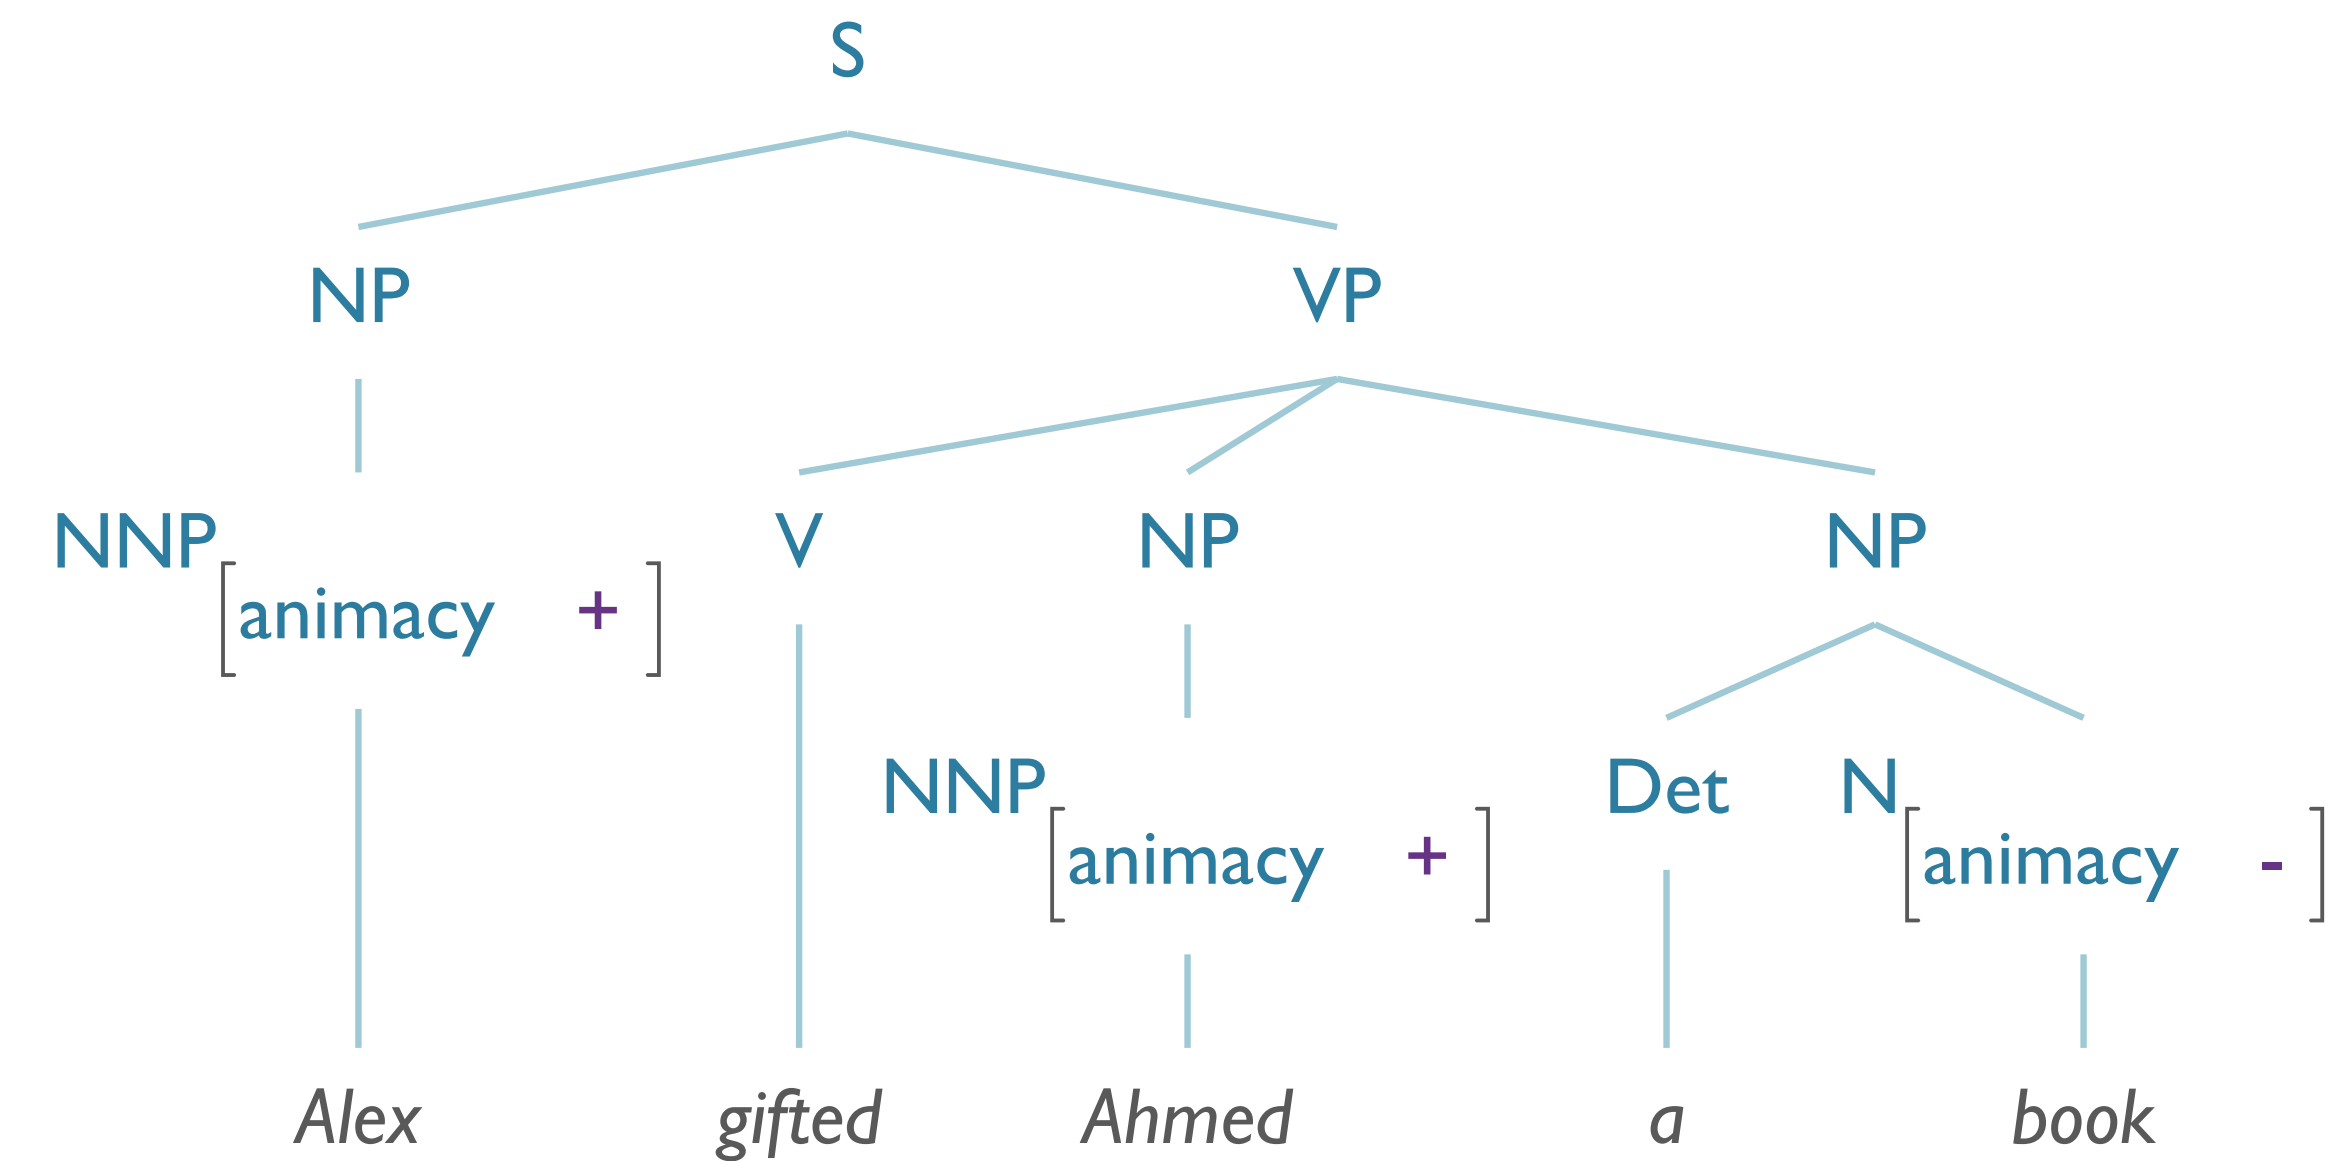 S
NP VP
NNP[animacy +] V NP NP
NNP[animacy +] Det N[animacy -]
Alex gifted Ahmed a book